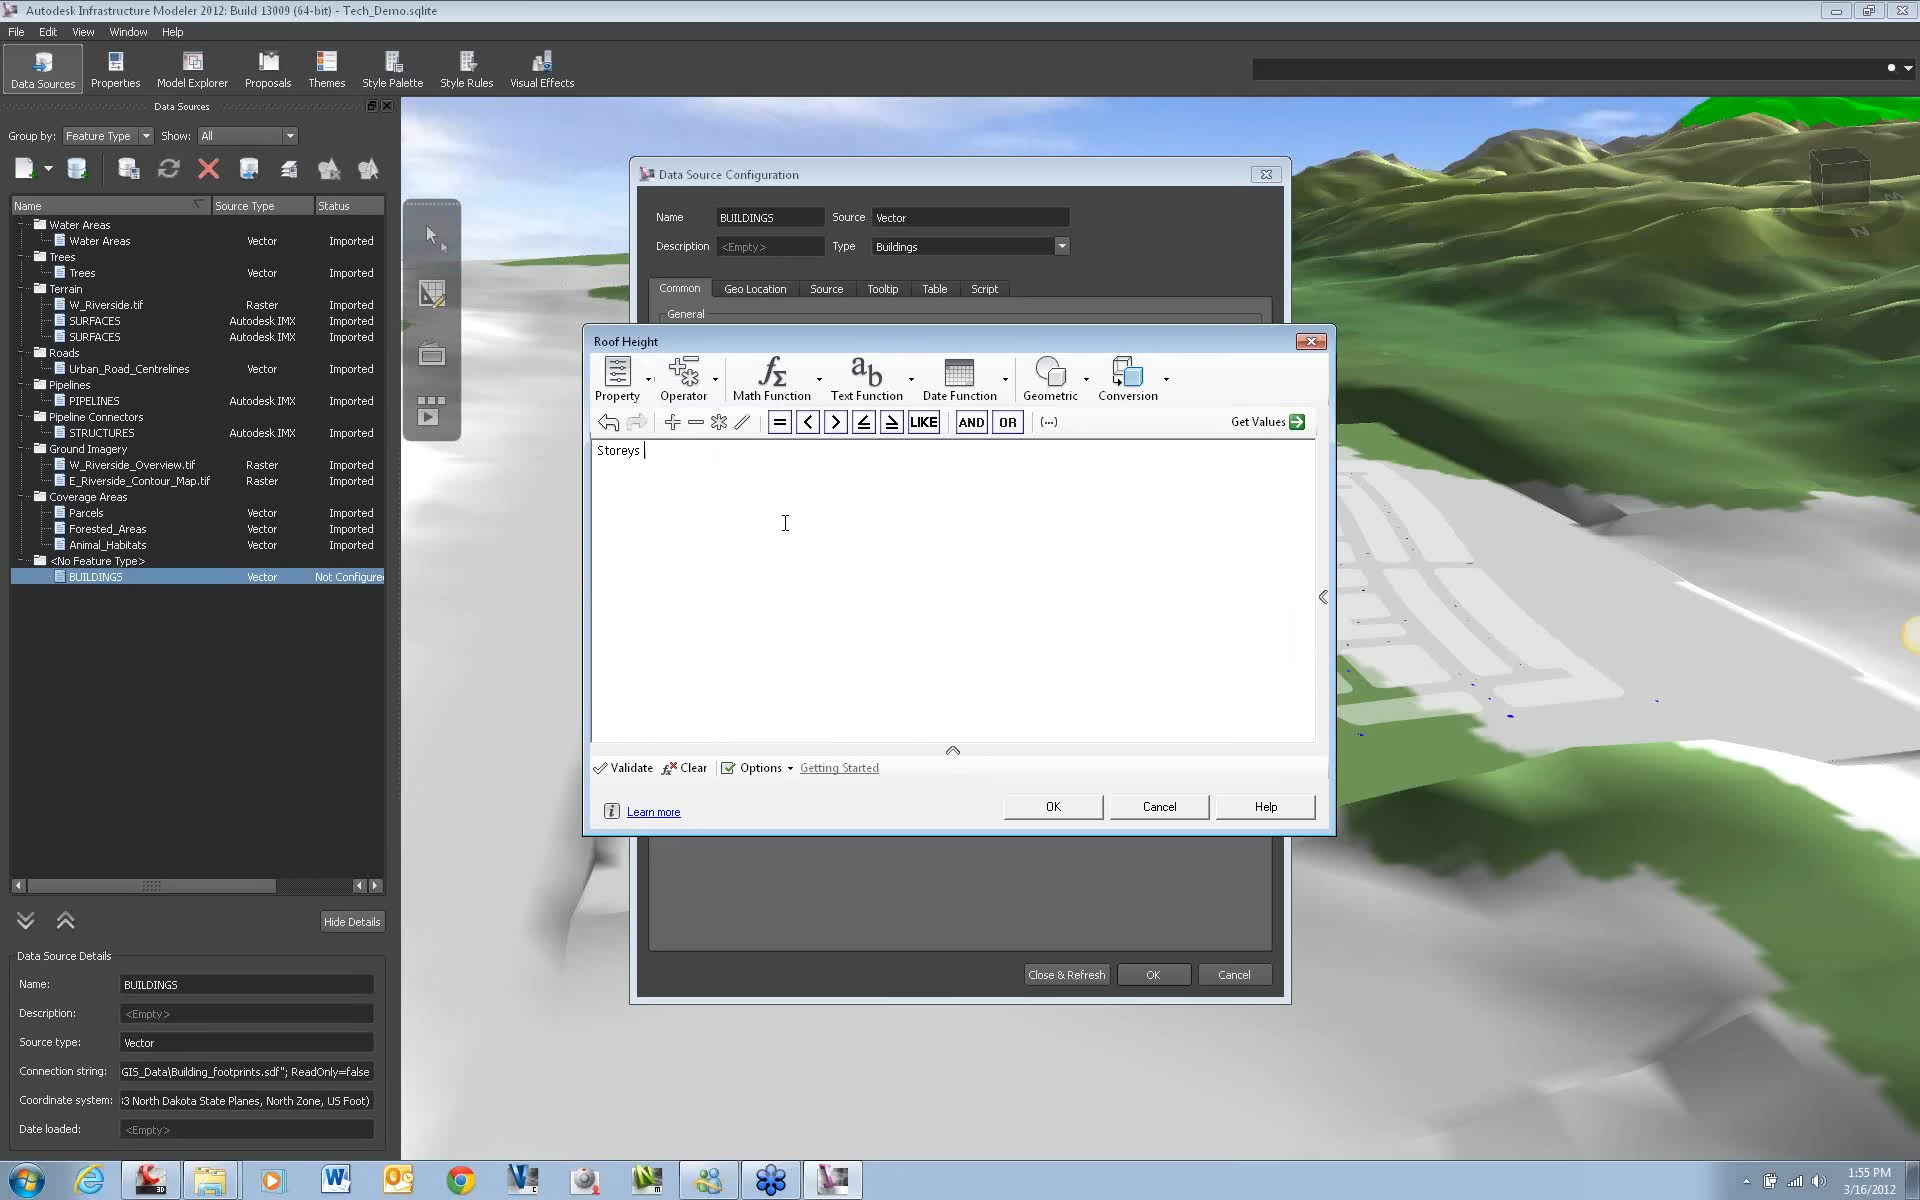 Autodesk Infrastructure Modeler 2012: Build 13009 (64-bit) - Tech_Demo.sqlite
File Edit View Window Help
Data Sources Properties Model Explorer Proposals Themes Style Palette Style Rules Visual Effects
Data Sources
Group by: Feature Type Show: All
Name Source Type Status
Water Areas
Water Areas Vector Imported
Trees
Trees Vector Imported
Terrain
W_Riverside.tif Raster Imported
SURFACES Autodesk IMX Imported
SURFACES Autodesk IMX Imported
Roads
Urban_Road_Centrelines Vector Imported
Pipelines
PIPELINES Autodesk IMX Imported
Pipeline Connectors
STRUCTURES Autodesk IMX Imported
Ground Imagery
W_Riverside_Overview.tif Raster Imported
E_Riverside_Contour_Map.tif Raster Imported
Coverage Areas
Parcels Vector Imported
Forested_Areas Vector Imported
Animal_Habitats Vector Imported
<No Feature Type>
BUILDINGS Vector Not Configure
Hide Details
Data Source Details
Name: BUILDINGS
Description: <Empty>
Source type: Vector
Connection string: GIS_Data\Building_footprints.sdf"; ReadOnly=false
Coordinate system: :3 North Dakota State Planes, North Zone, US Foot)
Date loaded: <Empty>
Data Source Configuration
Name BUILDINGS Source Vector
Description <Empty> Type Buildings
Common Geo Location Source Tooltip Table Script
General
Roof Height
Property Operator Math Function Text Function Date Function Geometric Conversion
+ − = < > ≤ ≥ LIKE AND OR (···) Get Values
Storeys
Validate Clear Options Getting Started
Learn more OK Cancel Help
Close & Refresh OK Cancel
N
1:55 PM
3/16/2012